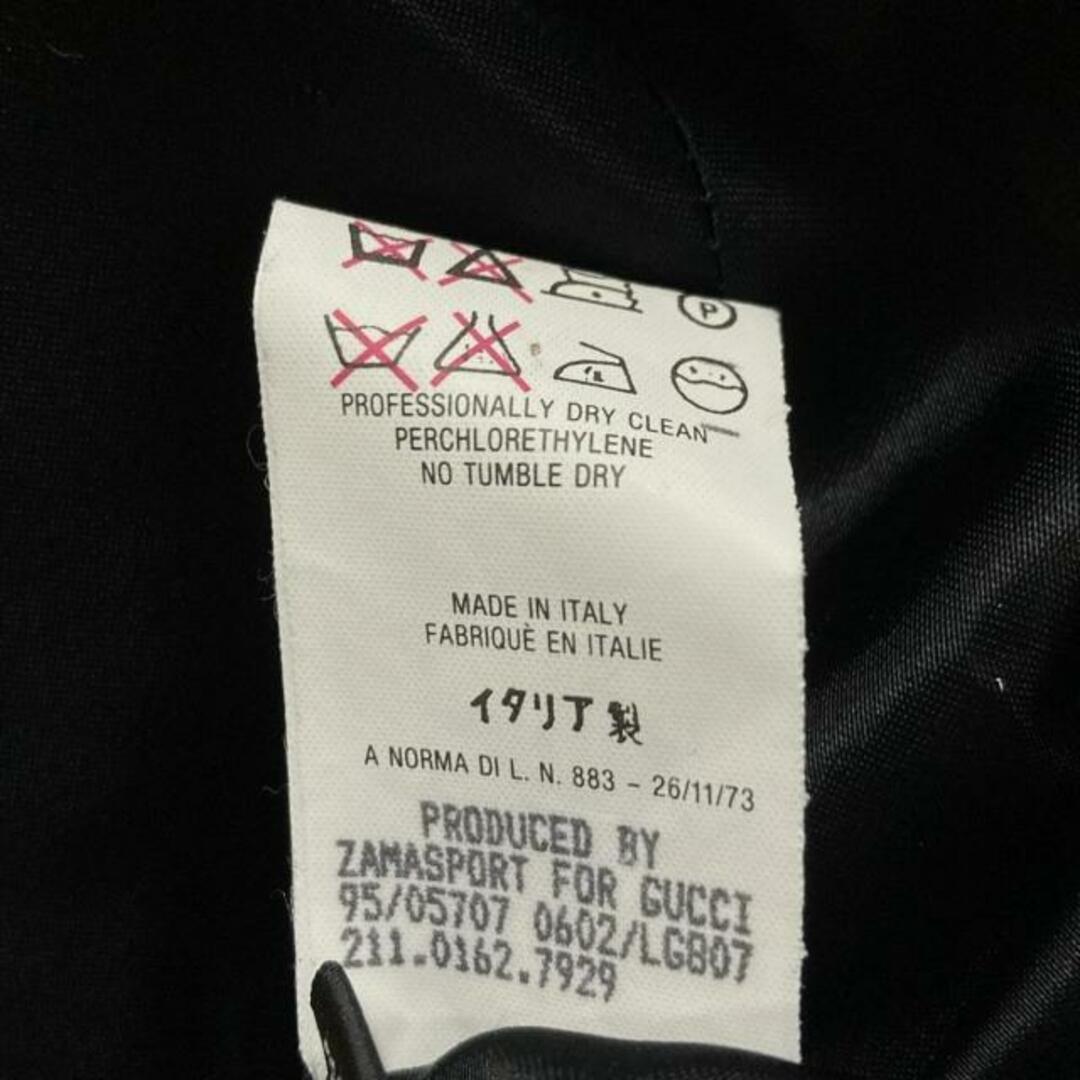 P
PROFESSIONALLY DRY CLEAN
PERCHLORETHYLENE
NO TUMBLE DRY
MADE IN ITALY
FABRIQUÈ EN ITALIE
イタリア製
A NORMA DI L. N. 883 - 26/11/73
PRODUCED BY
ZAMASPORT FOR GUCCI
95/05707 0602/LG807
211.0162.7929